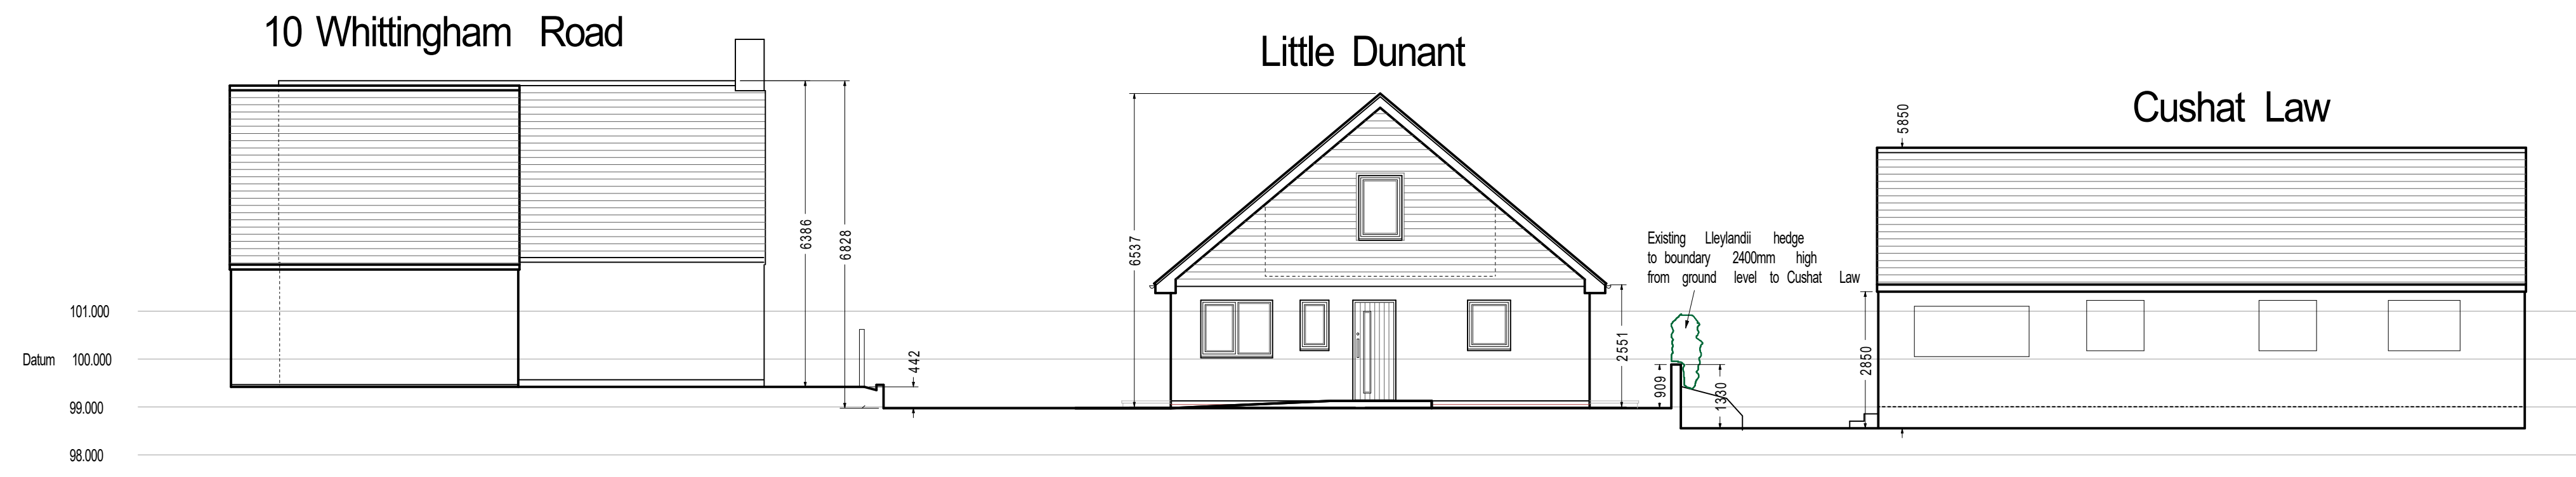 10 Whittingham Road
Little Dunant
Cushat Law
5850
6386
6828
6537
Existing Lleylandii hedge
to boundary 2400mm high
from ground level to Cushat Law
101.000
Datum 100.000
99.000
98.000
442
2551
909
1330
2850